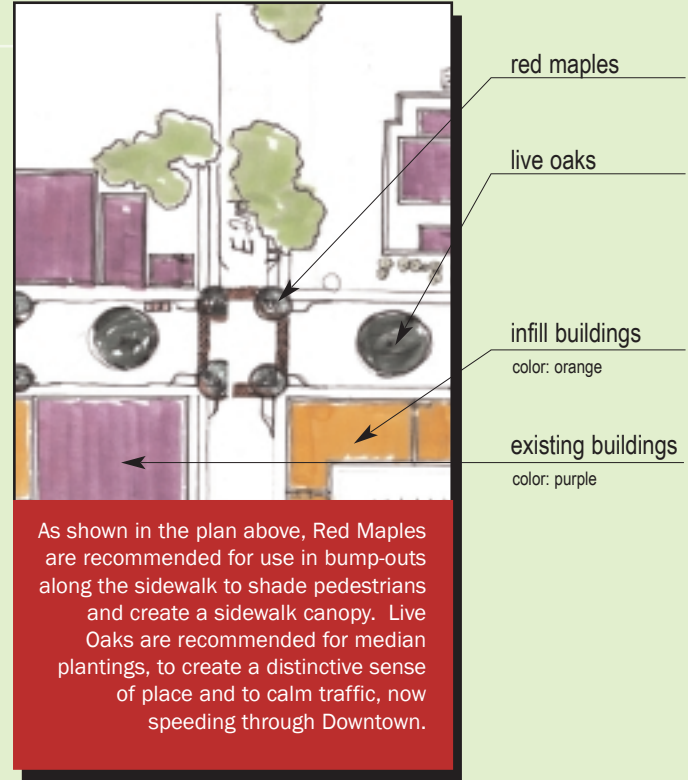 red maples
live oaks
infill buildings
color: orange
existing buildings
color: purple
As shown in the plan above, Red Maples
are recommended for use in bump-outs
along the sidewalk to shade pedestrians
and create a sidewalk canopy. Live
Oaks are recommended for median
plantings, to create a distinctive sense
of place and to calm traffic, now
speeding through Downtown.